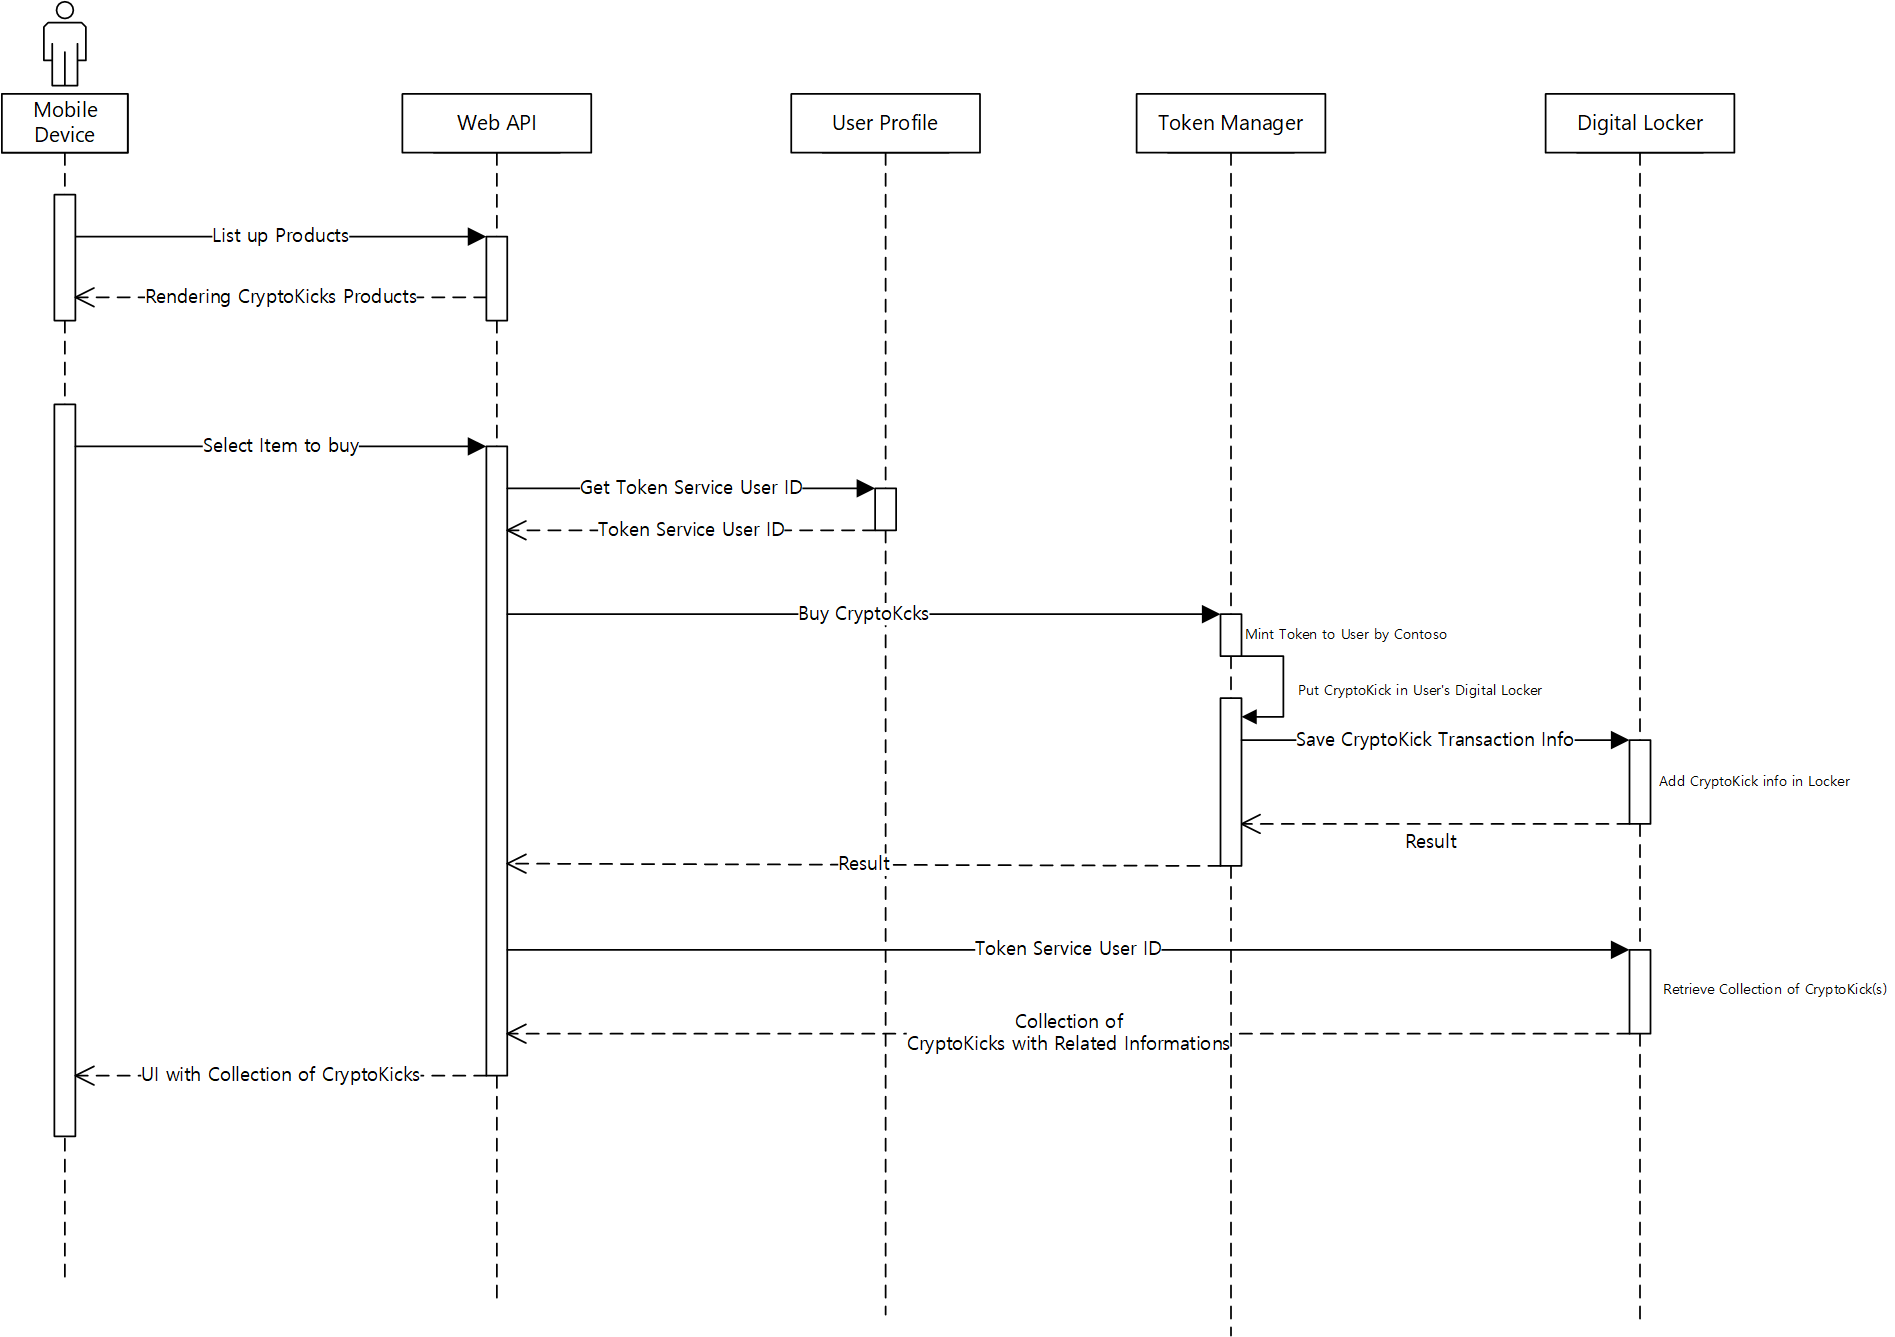 Mobile
Device
Web API
User Profile
Token Manager
Digital Locker
List up Products
Rendering CryptoKicks Products
Select Item to buy
Get Token Service User ID
Token Service User ID
Buy CryptoKcks
Mint Token to User by Contoso
Put CryptoKick in User's Digital Locker
Save CryptoKick Transaction Info
Add CryptoKick info in Locker
Result
Result
Token Service User ID
Retrieve Collection of CryptoKick(s)
Collection of
CryptoKicks with Related Informations
UI with Collection of CryptoKicks